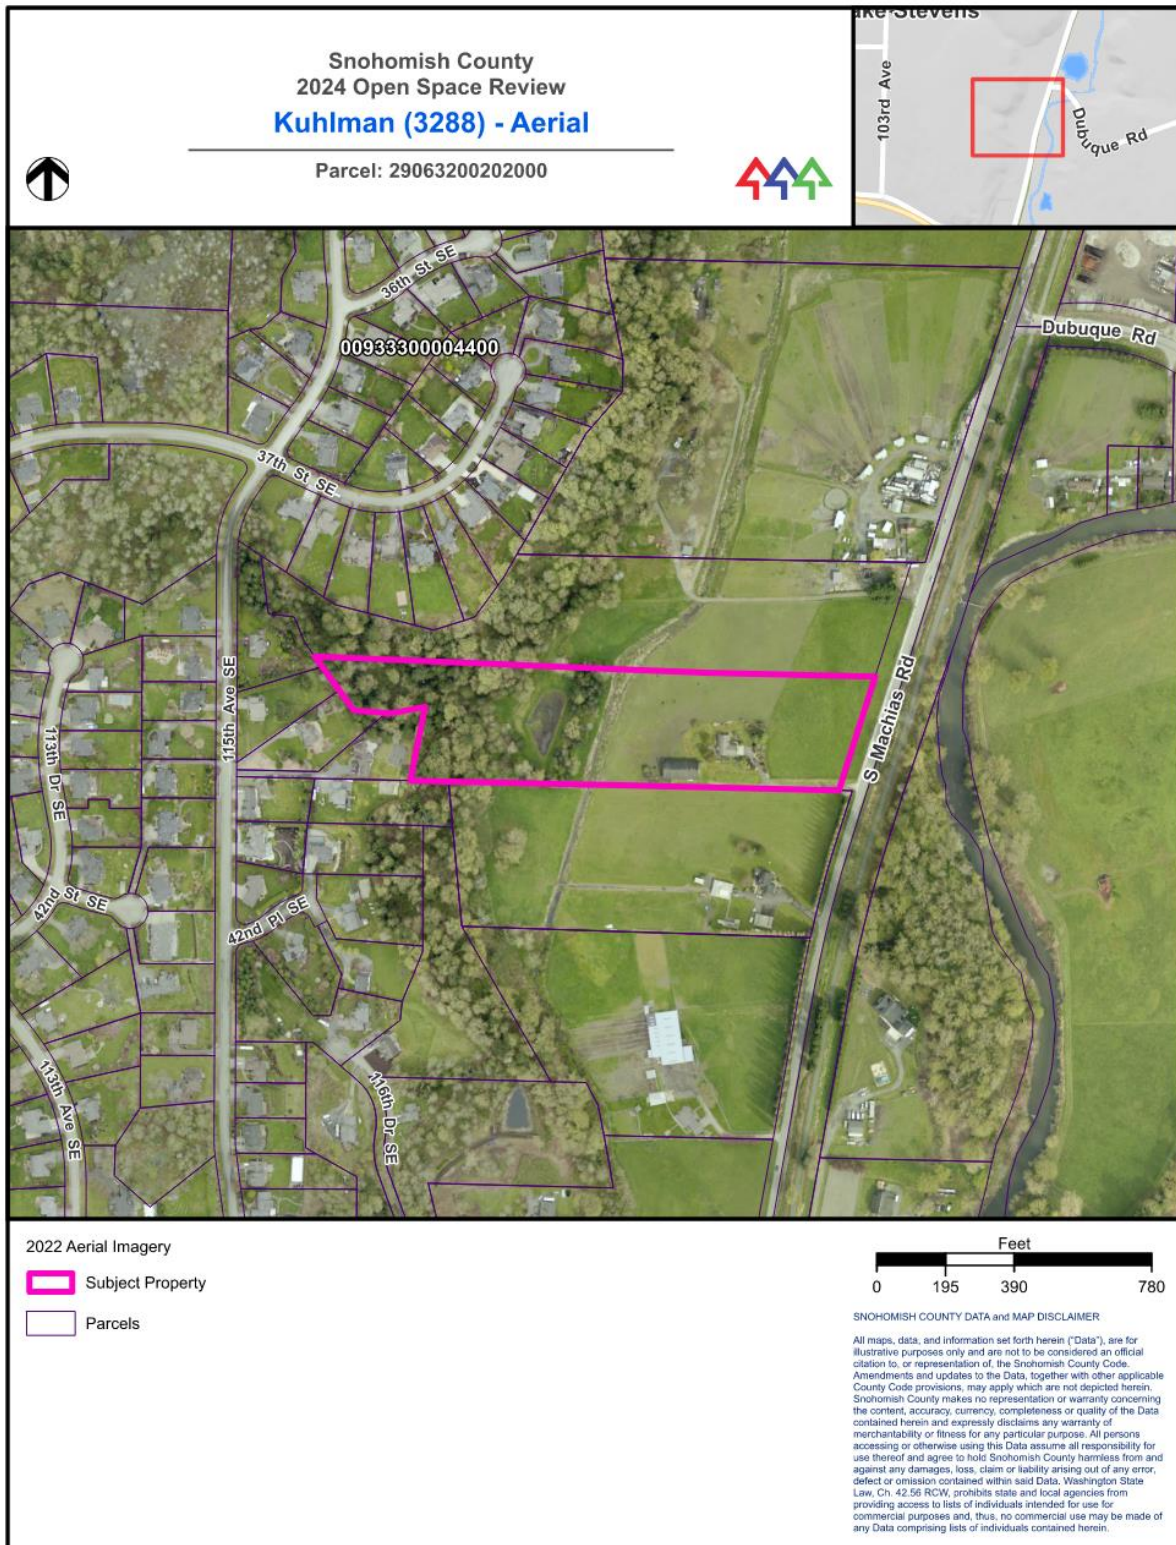 Snohomish County
2024 Open Space Review
Kuhlman (3288) - Aerial
Parcel: 29063200202000
Stevens
103rd Ave
Dubuque Rd
36th St SE
00933300004400
Dubuque Rd
37th St SE
115th Ave SE
S Machias Rd
113th Dr SE
42nd St SE
42nd Pl SE
113th Ave SE
116th Dr SE
2022 Aerial Imagery
Subject Property
Parcels
Feet
0 195 390 780
SNOHOMISH COUNTY DATA and MAP DISCLAIMER
All maps, data, and information set forth herein ("Data"), are for
illustrative purposes only and are not to be considered an official
citation to, or representation of, the Snohomish County Code.
Amendments and updates to the Data, together with other applicable
County Code provisions, may apply which are not depicted herein.
Snohomish County makes no representation or warranty concerning
the content, accuracy, currency, completeness or quality of the Data
contained herein and expressly disclaims any warranty of
merchantability or fitness for any particular purpose. All persons
accessing or otherwise using this Data assume all responsibility for
use thereof and agree to hold Snohomish County harmless from and
against any damages, loss, claim or liability arising out of any error,
defect or omission contained within said Data. Washington State
Law, Ch. 42.56 RCW, prohibits state and local agencies from
providing access to lists of individuals intended for use for
commercial purposes and, thus, no commercial use may be made of
any Data comprising lists of individuals contained herein.